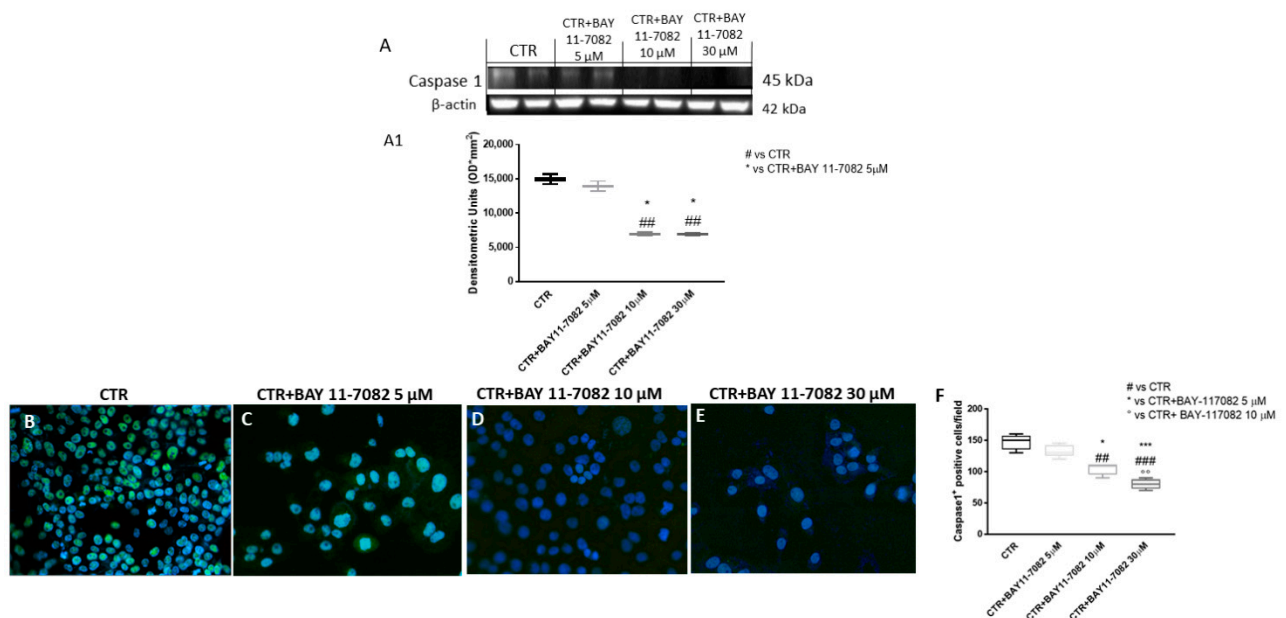 A
CTR
CTR+BAY
11-7082
5 µM
CTR+BAY
11-7082
10 µM
CTR+BAY
11-7082
30 µM
Caspase 1
45 kDa
β-actin
42 kDa
A1
Densitometric Units (OD*mm²)
20,000
15,000
10,000
5,000
0
*
##
*
##
# vs CTR
* vs CTR+BAY 11-7082 5µM
CTR
CTR+BAY11-7082 5µM
CTR+BAY11-7082 10µM
CTR+BAY11-7082 30µM
CTR
CTR+BAY 11-7082 5 µM
CTR+BAY 11-7082 10 µM
CTR+BAY 11-7082 30 µM
B
C
D
E
F
# vs CTR
* vs CTR+BAY-117082 5 µM
° vs CTR+ BAY-117082 10 µM
Caspase1⁺ positive cells/field
200
150
100
50
0
*
##
***
###
°°
CTR
CTR+BAY11-7082 5µM
CTR+BAY11-7082 10µM
CTR+BAY11-7082 30µM